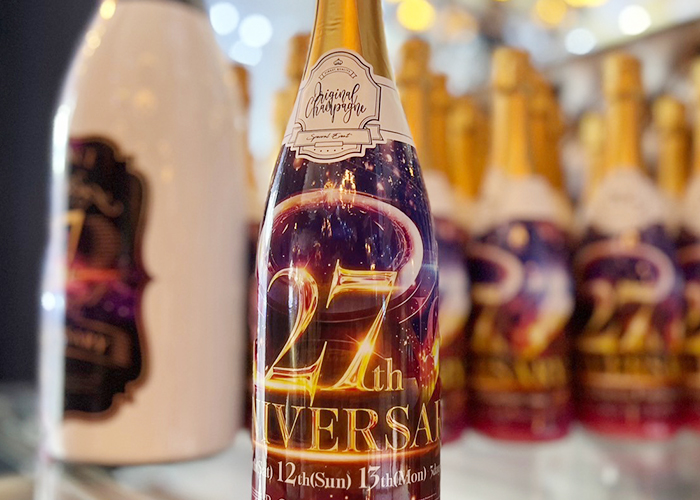 Original
Champagne
Special Event
27th
IVERSAR
t) 12th(Sun) 13th(Mon)